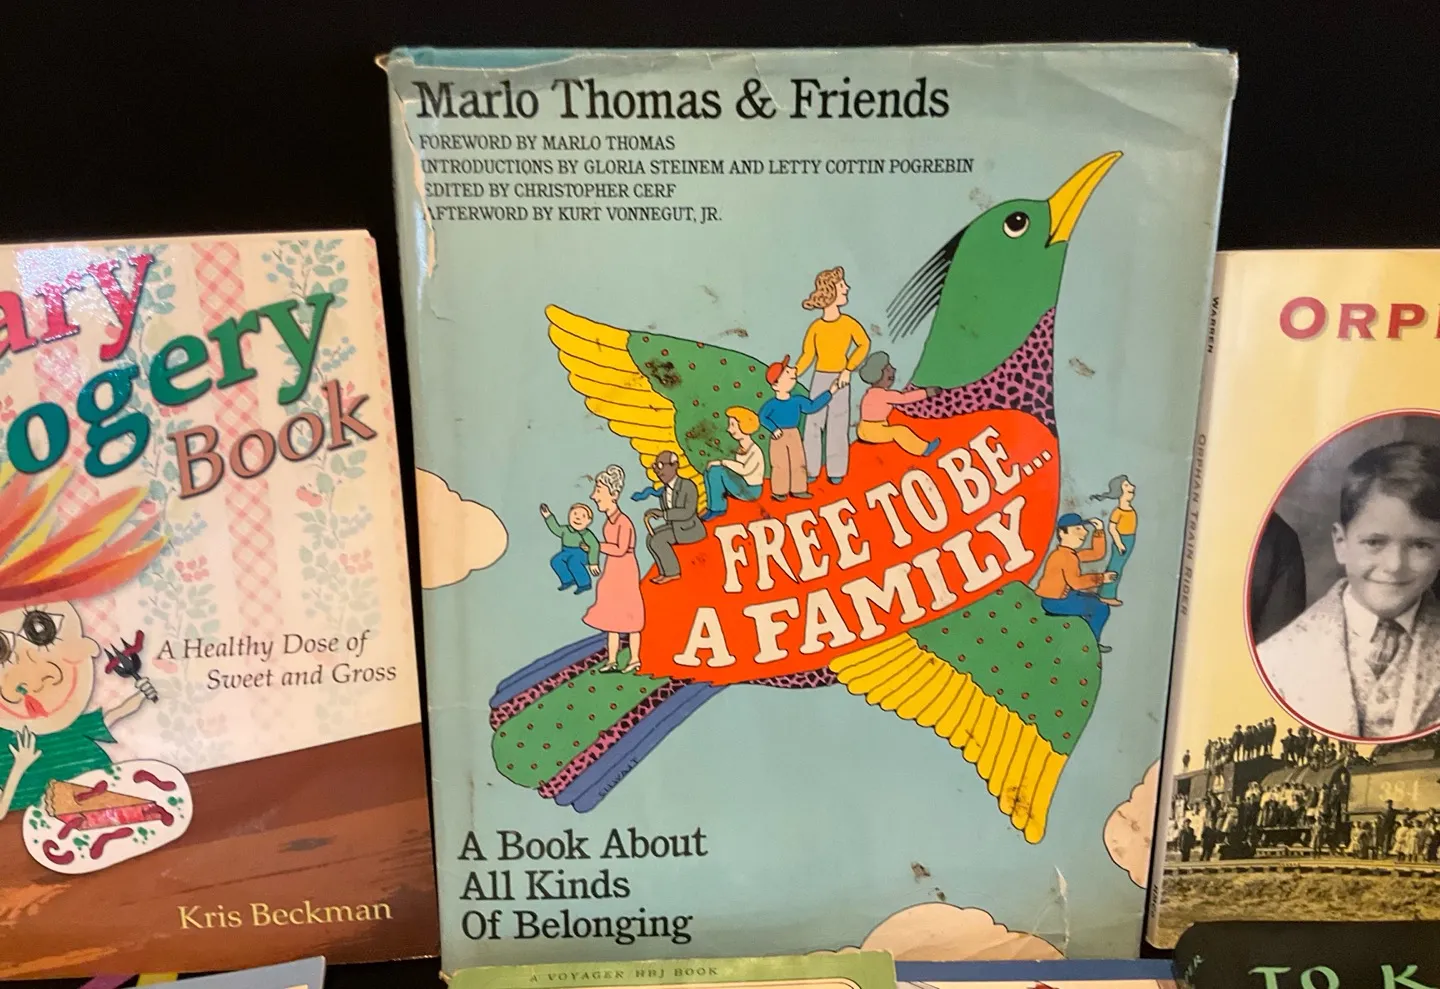 Marlo Thomas & Friends
FOREWORD BY MARLO THOMAS
INTRODUCTIONS BY GLORIA STEINEM AND LETTY COTTIN POGREBIN
EDITED BY CHRISTOPHER CERF
AFTERWORD BY KURT VONNEGUT, JR.
FREE TO BE...
A FAMILY
A Book About
All Kinds
Of Belonging
ary
ogery
Book
A Healthy Dose of
Sweet and Gross
Kris Beckman
WARREN
ORPHAN TRAIN RIDER
ORP
384
A VOYAGER HBJ BOOK
TO K